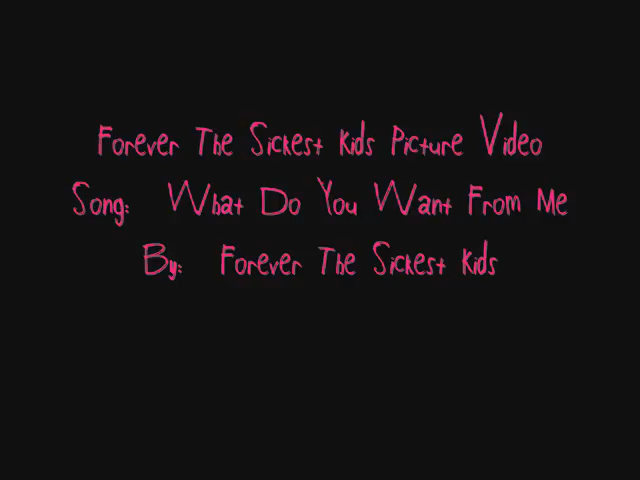 Forever The Sickest Kids Picture Video
Song: What Do You Want From Me
By: Forever The Sickest Kids